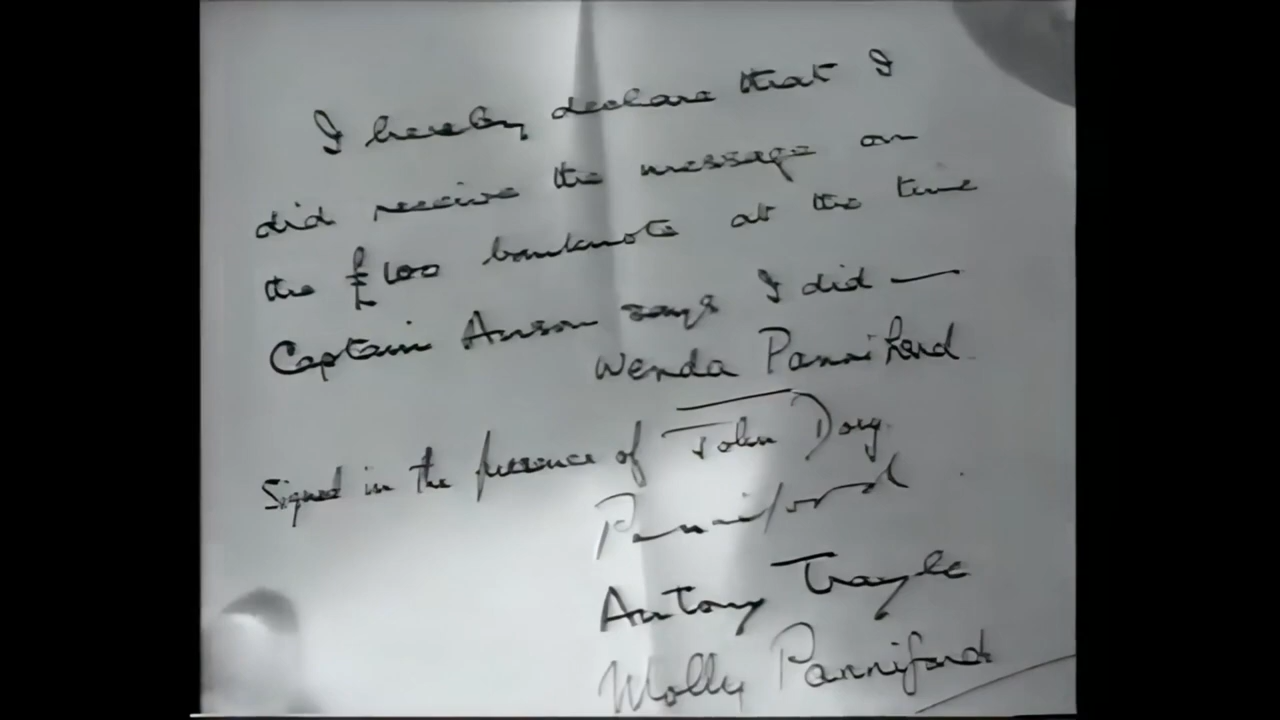 I hereby declare that I
did receive the message on
the £100 banknote at the time
Captain Anson says I did —
Wenda Panniford
Signed in the presence of John Doug
Panniford
Antony Trayle
Molly Panniford